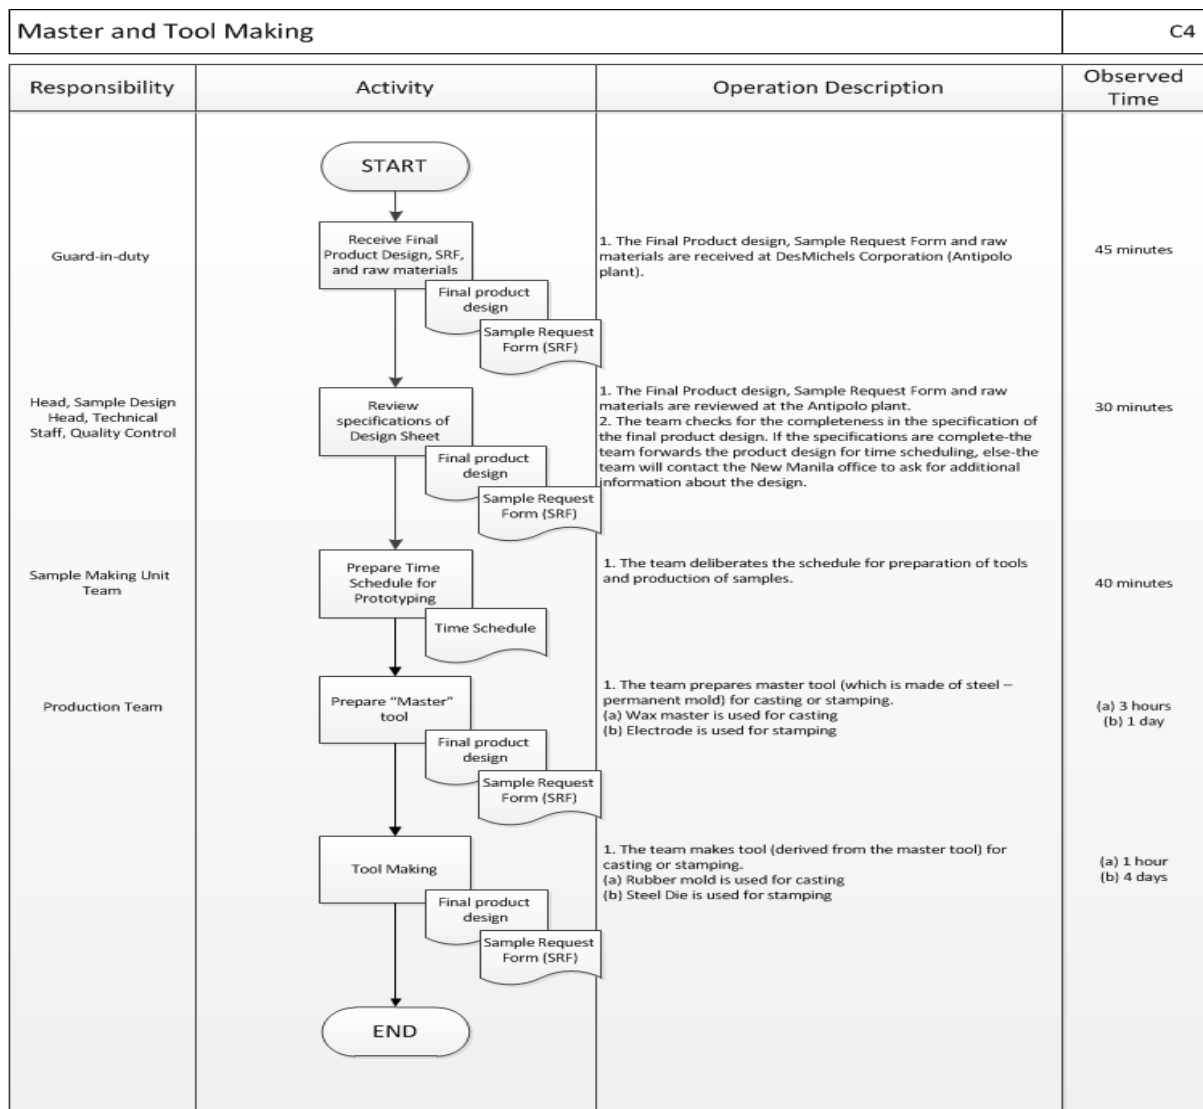 Master and Tool Making
C4
Responsibility
Activity
Operation Description
Observed
Time
START
Guard-in-duty
Receive Final
Product Design, SRF,
and raw materials
Final product
design
Sample Request
Form (SRF)
1. The Final Product design, Sample Request Form and raw
materials are received at DesMichels Corporation (Antipolo
plant).
45 minutes
Head, Sample Design
Head, Technical
Staff, Quality Control
Review
specifications of
Design Sheet
Final product
design
Sample Request
Form (SRF)
1. The Final Product design, Sample Request Form and raw
materials are reviewed at the Antipolo plant.
2. The team checks for the completeness in the specification of
the final product design. If the specifications are complete-the
team forwards the product design for time scheduling, else-the
team will contact the New Manila office to ask for additional
information about the design.
30 minutes
Sample Making Unit
Team
Prepare Time
Schedule for
Prototyping
Time Schedule
1. The team deliberates the schedule for preparation of tools
and production of samples.
40 minutes
Production Team
Prepare “Master”
tool
Final product
design
Sample Request
Form (SRF)
1. The team prepares master tool (which is made of steel –
permanent mold) for casting or stamping.
(a) Wax master is used for casting
(b) Electrode is used for stamping
(a) 3 hours
(b) 1 day
Tool Making
Final product
design
Sample Request
Form (SRF)
1. The team makes tool (derived from the master tool) for
casting or stamping.
(a) Rubber mold is used for casting
(b) Steel Die is used for stamping
(a) 1 hour
(b) 4 days
END